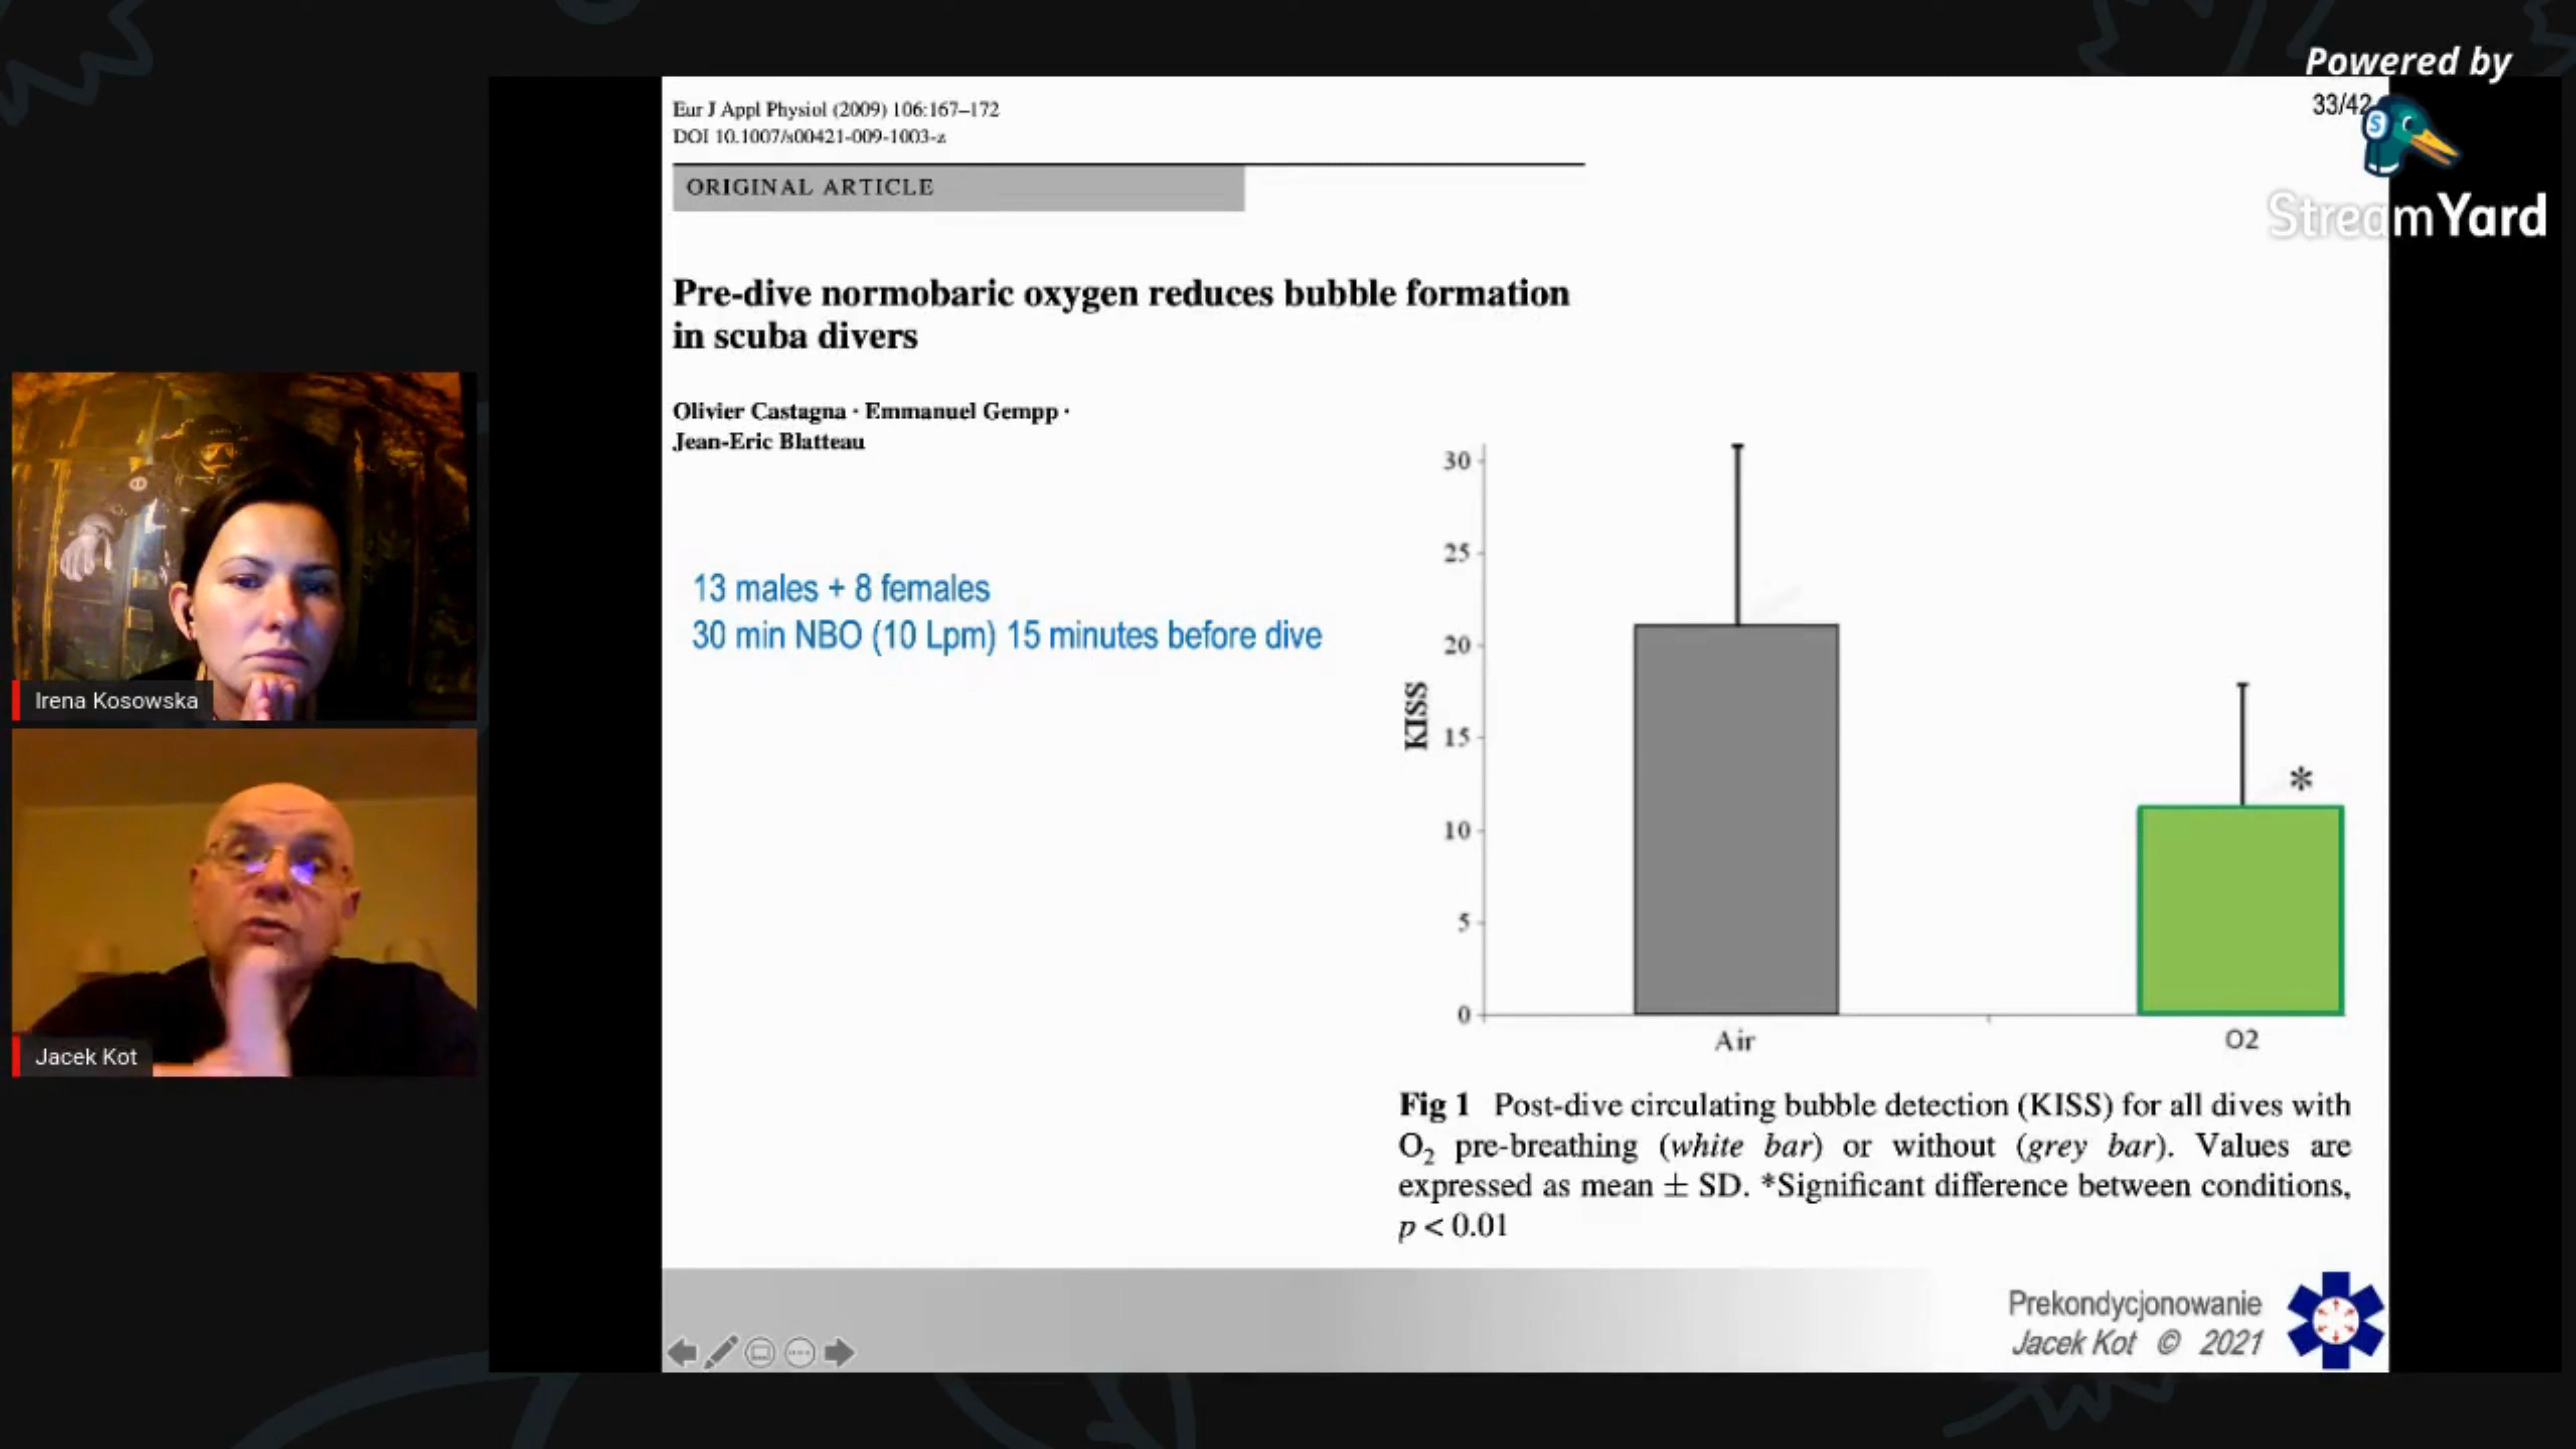 Powered by
StreamYard
33/42
Eur J Appl Physiol (2009) 106:167–172
DOI 10.1007/s00421-009-1003-z
ORIGINAL ARTICLE
Pre-dive normobaric oxygen reduces bubble formation
in scuba divers
Olivier Castagna · Emmanuel Gempp ·
Jean-Eric Blatteau
13 males + 8 females
30 min NBO (10 Lpm) 15 minutes before dive
KISS
30
25
20
15
10
5
0
*
Air
O2
Fig 1 Post-dive circulating bubble detection (KISS) for all dives with
O₂ pre-breathing (white bar) or without (grey bar). Values are
expressed as mean ± SD. *Significant difference between conditions,
p < 0.01
Irena Kosowska
Jacek Kot
Prekondycjonowanie
Jacek Kot © 2021